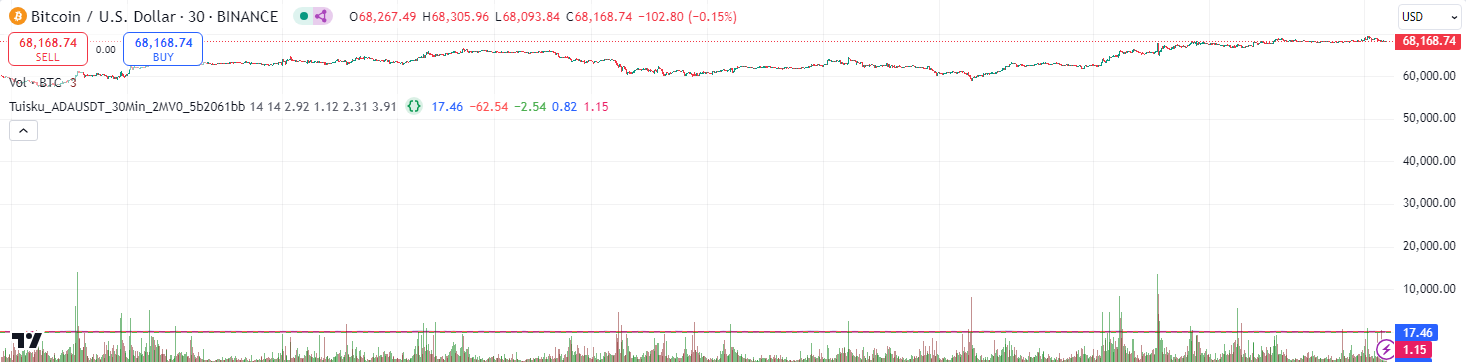 Bitcoin / U.S. Dollar · 30 · BINANCE O68,267.49 H68,305.96 L68,093.84 C68,168.74 −102.80 (−0.15%) USD
68,168.74 SELL 0.00 68,168.74 BUY
68,168.74
60,000.00
Vol · BTC 3
Tuisku_ADAUSDT_30Min_2MV0_5b2061bb 14 14 2.92 1.12 2.31 3.91 {} 17.46 −62.54 −2.54 0.82 1.15
50,000.00
40,000.00
30,000.00
20,000.00
10,000.00
17.46
1.15